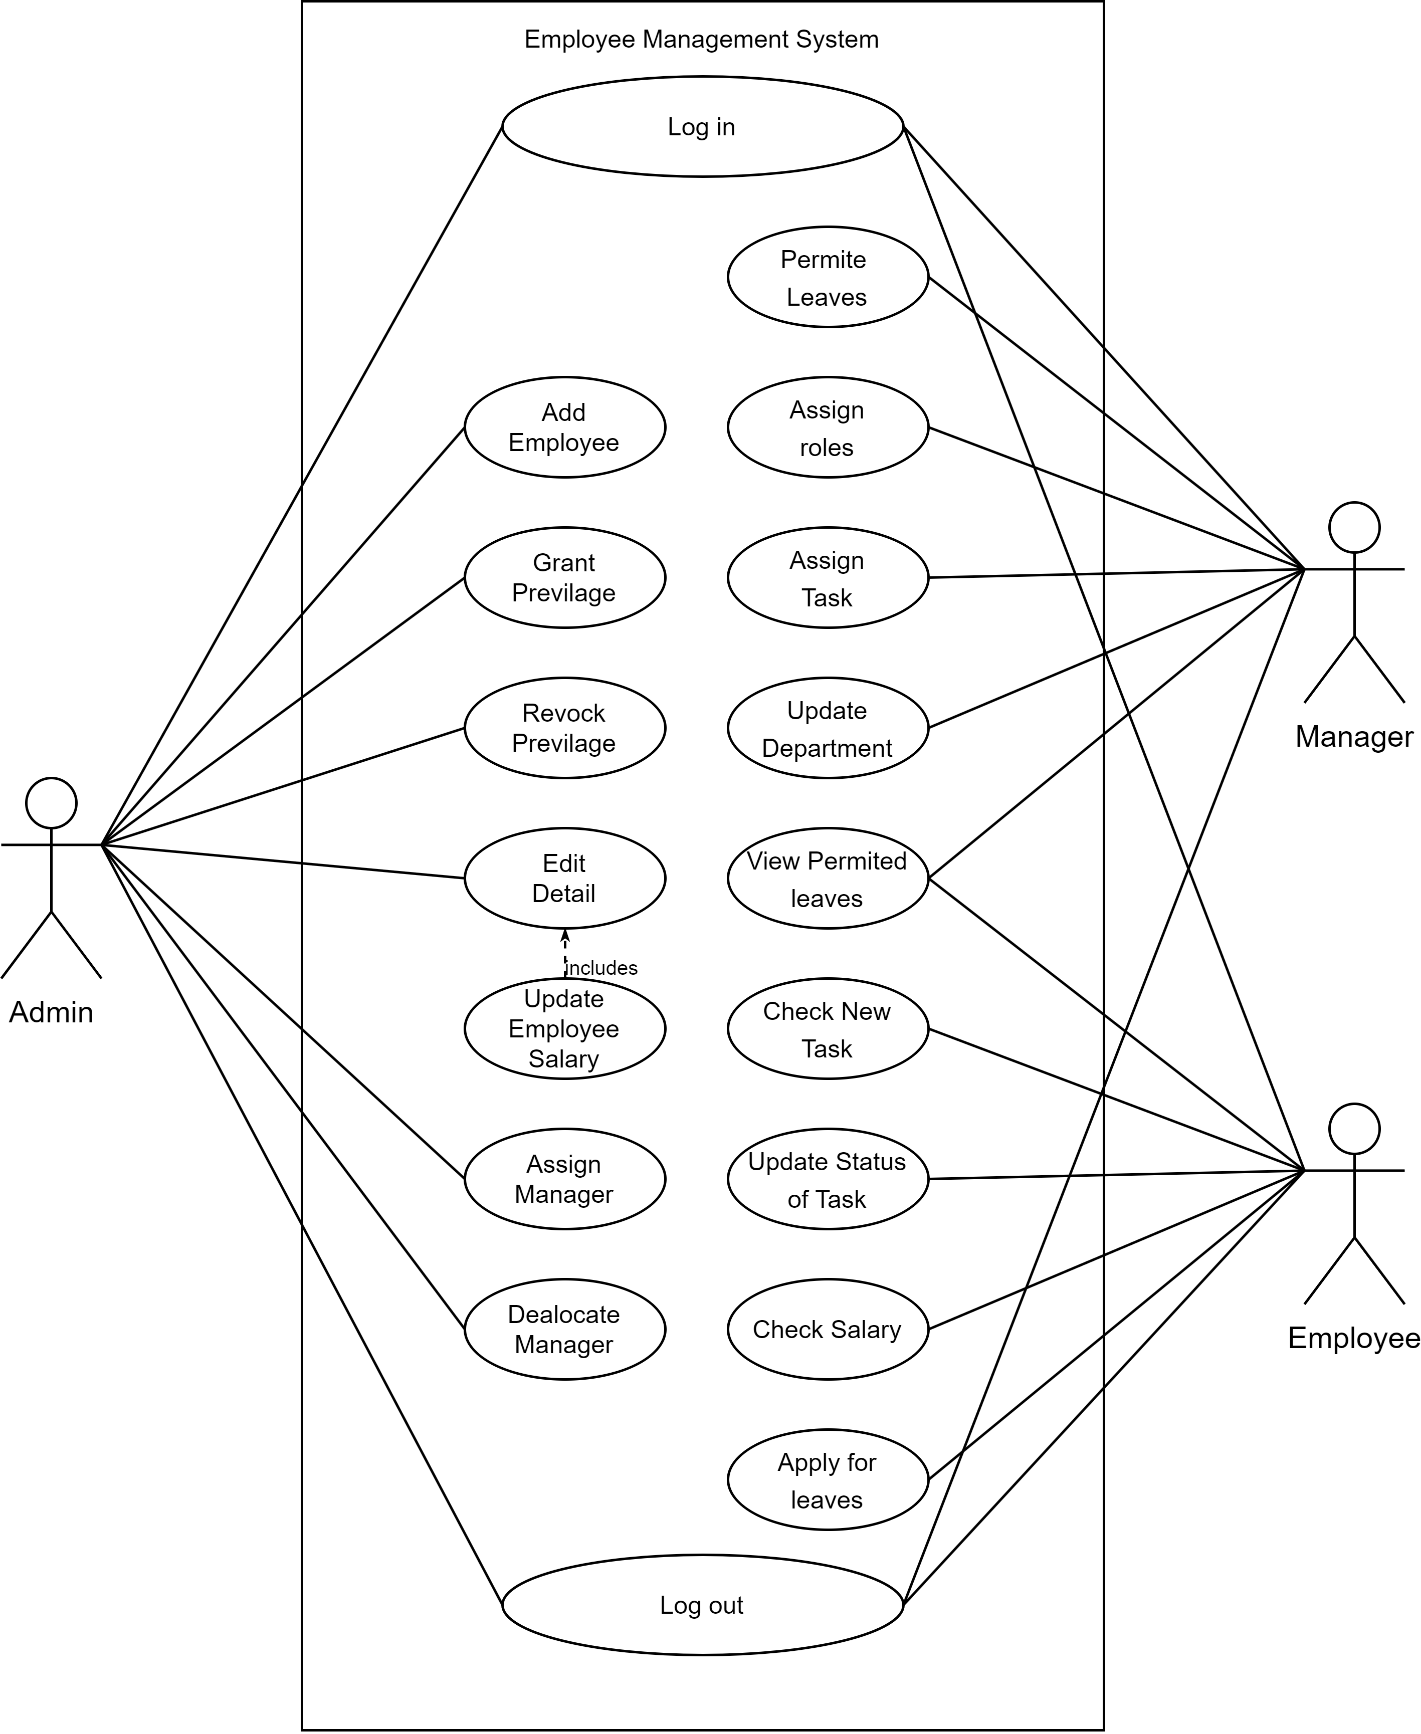 Employee Management System
Log in
Permite
Leaves
Add
Employee
Assign
roles
Grant
Previlage
Assign
Task
Revock
Previlage
Update
Department
Manager
Edit
Detail
View Permited
leaves
includes
Admin
Update
Employee
Salary
Check New
Task
Assign
Manager
Update Status
of Task
Dealocate
Manager
Check Salary
Employee
Apply for
leaves
Log out